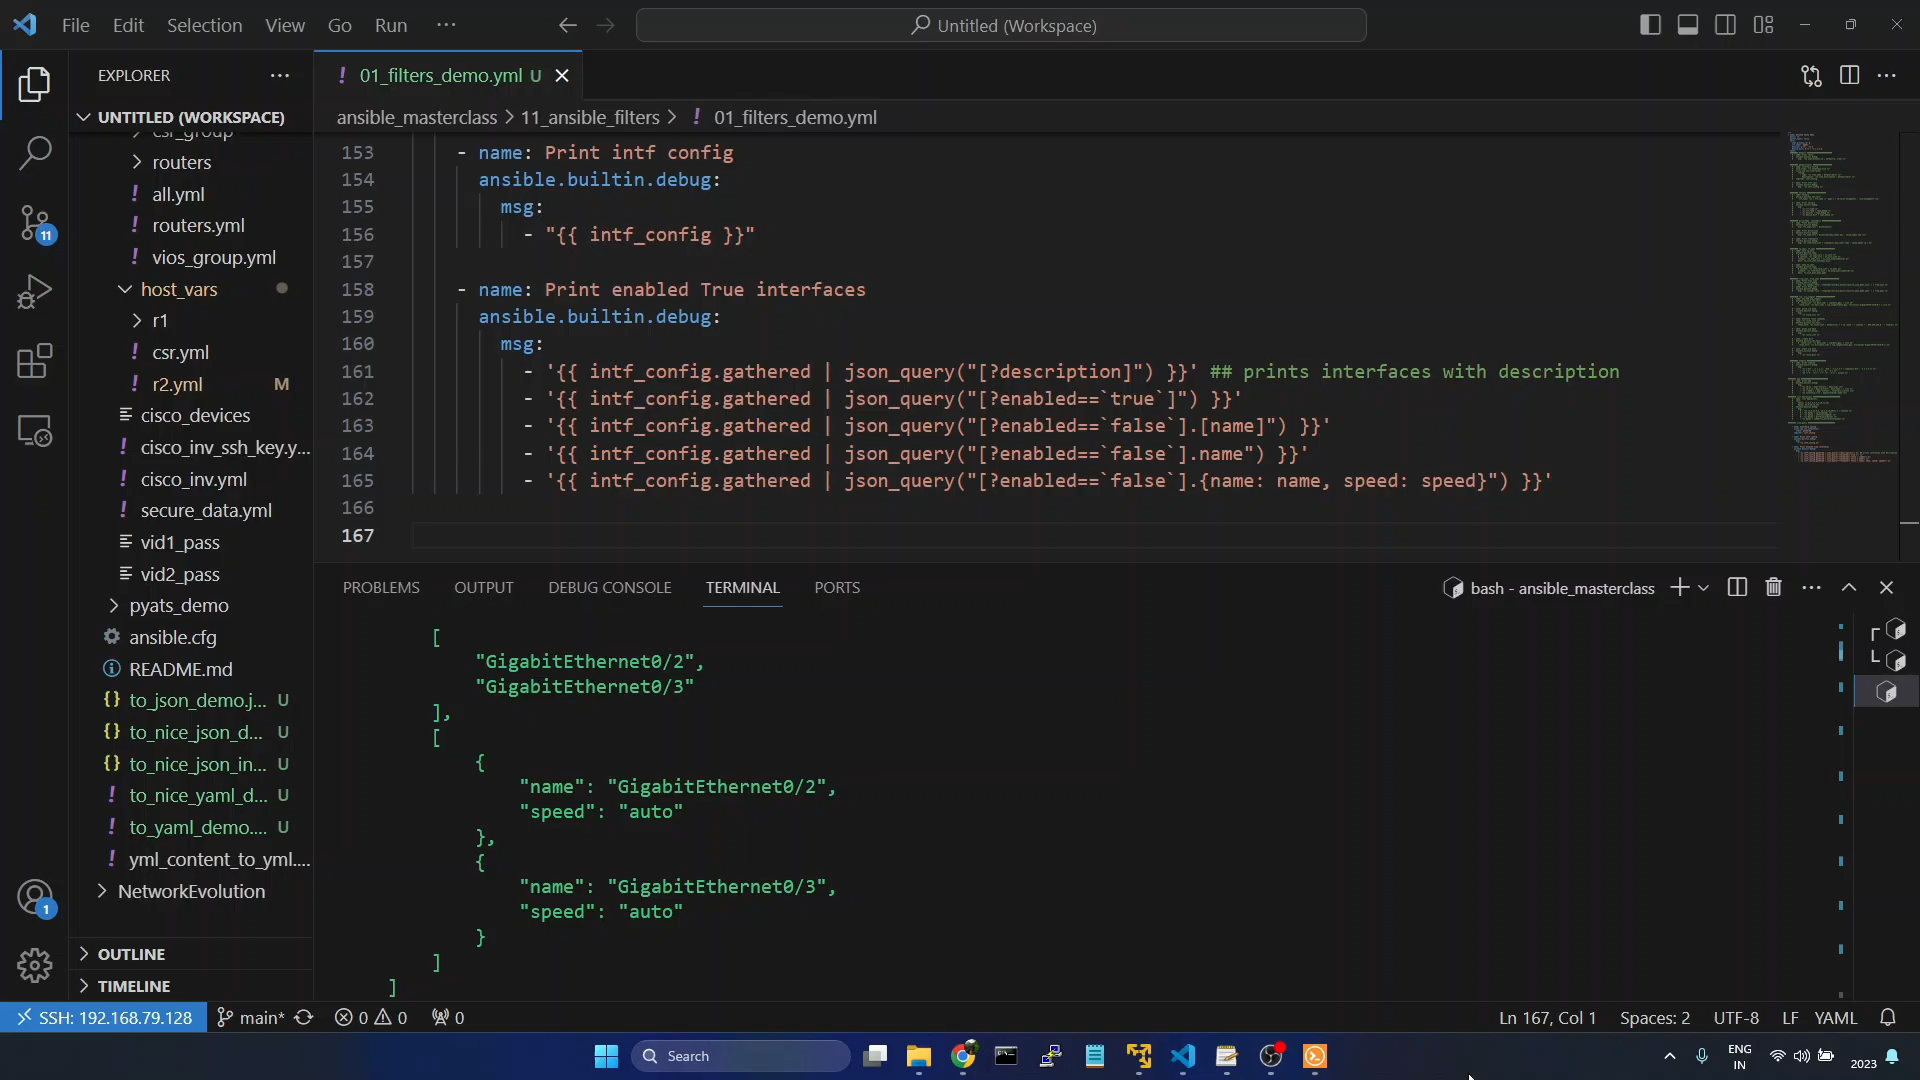 File Edit Selection View Go Run ··· Untitled (Workspace)
EXPLORER ···
! 01_filters_demo.yml U
UNTITLED (WORKSPACE)
ansible_masterclass > 11_ansible_filters > ! 01_filters_demo.yml
csr_group
routers
! all.yml
! routers.yml
! vios_group.yml
host_vars
r1
! csr.yml
! r2.yml M
cisco_devices
! cisco_inv_ssh_key.y...
! cisco_inv.yml
! secure_data.yml
vid1_pass
vid2_pass
pyats_demo
ansible.cfg
README.md
{} to_json_demo.j... U
{} to_nice_json_d... U
{} to_nice_json_in... U
! to_nice_yaml_d... U
! to_yaml_demo.... U
! yml_content_to_yml....
NetworkEvolution
OUTLINE
TIMELINE
11
1
153 - name: Print intf config
154 ansible.builtin.debug:
155 msg:
156 - "{{ intf_config }}"
157
158 - name: Print enabled True interfaces
159 ansible.builtin.debug:
160 msg:
161 - '{{ intf_config.gathered | json_query("[?description]") }}' ## prints interfaces with description
162 - '{{ intf_config.gathered | json_query("[?enabled==`true`]") }}'
163 - '{{ intf_config.gathered | json_query("[?enabled==`false`].[name]") }}'
164 - '{{ intf_config.gathered | json_query("[?enabled==`false`].name") }}'
165 - '{{ intf_config.gathered | json_query("[?enabled==`false`].{name: name, speed: speed}") }}'
166
167
PROBLEMS OUTPUT DEBUG CONSOLE TERMINAL PORTS bash - ansible_masterclass
[
"GigabitEthernet0/2",
"GigabitEthernet0/3"
],
[
{
"name": "GigabitEthernet0/2",
"speed": "auto"
},
{
"name": "GigabitEthernet0/3",
"speed": "auto"
}
]
]
SSH: 192.168.79.128 main* 0 0 0 Ln 167, Col 1 Spaces: 2 UTF-8 LF YAML
Search
ENG
IN
2023